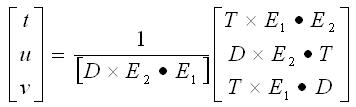 [t u v] = 1 / [D × E₂ • E₁] [T × E₁ • E₂
D × E₂ • T
T × E₁ • D]